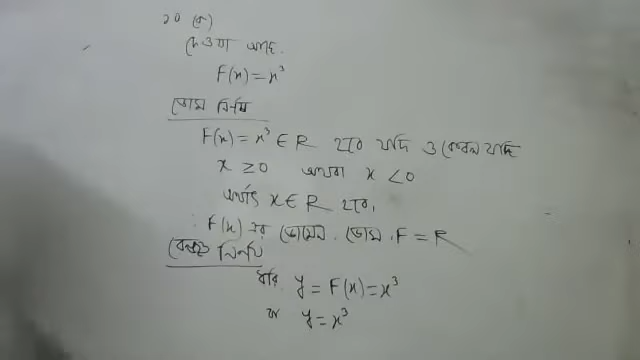 ১০ (ক)
দেওয়া আছে.
F(x) = x³
ডোম নির্ণয়
F(x) = x³ ∈ R হবে যদি ও কেবল যদি
x ≥ 0 অথবা x < 0
অর্থাৎ x ∈ R হবে।
∴ F(x) এর ডোমেন. ডোম . F = R
রেঞ্জ নির্ণয়
ধরি y = F(x) = x³
বা y = x³